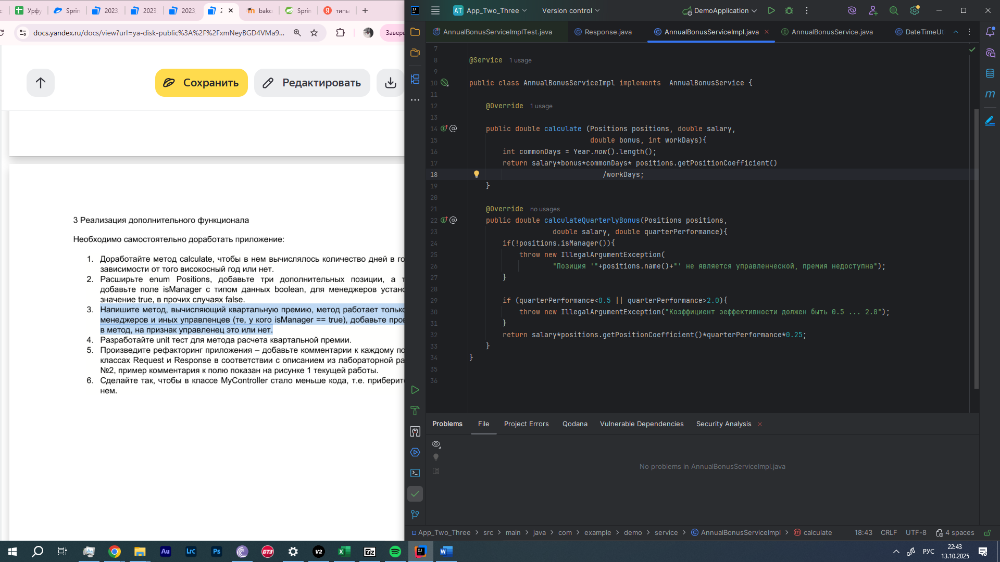 Урфу
Sprin
2023
2023
2023
2
bakc
Sprin
типы
docs.yandex.ru/docs/view?url=ya-disk-public%3A%2F%2FxmNeyBGD4VMa9...
Заверш
Сохранить
Редактировать
3 Реализация дополнительного функционала
Необходимо самостоятельно доработать приложение:
1. Доработайте метод calculate, чтобы в нем вычислялось количество дней в го
зависимости от того високосный год или нет.
2. Расширьте enum Positions, добавьте три дополнительных позиции, а т
добавьте поле isManager с типом данных boolean, для менеджеров устано
значение true, в прочих случаях false.
3. Напишите метод, вычисляющий квартальную премию, метод работает только
менеджеров и иных управленцев (те, у кого isManager == true), добавьте пров
в метод, на признак управленец это или нет.
4. Разработайте unit тест для метода расчета квартальной премии.
5. Произведите рефакторинг приложения – добавьте комментарии к каждому по
классах Request и Response в соответствии с описанием из лабораторной ра
№2, пример комментария к полю показан на рисунке 1 текущей работы.
6. Сделайте так, чтобы в классе MyController стало меньше кода, т.е. приберите
нем.
AT App_Two_Three
Version control
DemoApplication
AnnualBonusServiceImplTest.java
Response.java
AnnualBonusServiceImpl.java
AnnualBonusService.java
DateTimeUt
7
8 @Service 1 usage
9
10 public class AnnualBonusServiceImpl implements  AnnualBonusService {
11
12 @Override 1 usage
13
14 public double calculate (Positions positions, double salary,
15 double bonus, int workDays){
16 int commonDays = Year.now().length();
17 return salary*bonus*commonDays* positions.getPositionCoefficient()
18 /workDays;
19 }
20
21 @Override no usages
22 public double calculateQuarterlyBonus(Positions positions,
23 double salary, double quarterPerformance){
24 if(!positions.isManager()){
25 throw new IllegalArgumentException(
26 "Позиция '"+positions.name()+"' не является управленческой, премия недоступна");
27 }
28
29 if (quarterPerformance<0.5 || quarterPerformance>2.0){
30 throw new IllegalArgumentException("Коэффициент эеффективности должен быть 0.5 ... 2.0");
31 }
32 return salary*positions.getPositionCoefficient()*quarterPerformance*0.25;
33 }
34 }
35
36
Problems
File
Project Errors
Qodana
Vulnerable Dependencies
Security Analysis
No problems in AnnualBonusServiceImpl.java
App_Two_Three > src > main > java > com > example > demo > service > AnnualBonusServiceImpl > calculate
18:43 CRLF UTF-8 4 spaces
Au
Lrc
Ps
GT3
V2
7z
РУС
22:43
13.10.2025